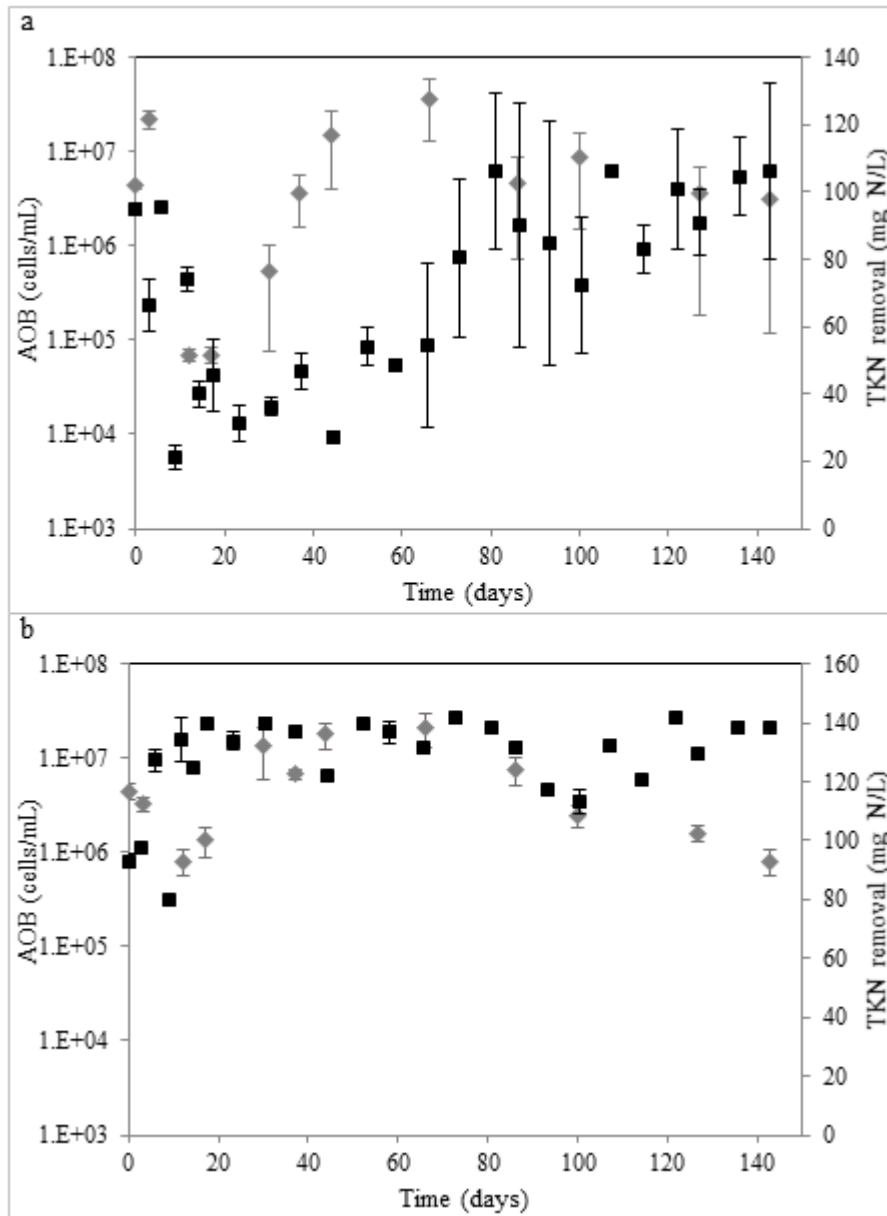 a
1.E+08
1.E+07
1.E+06
1.E+05
1.E+04
1.E+03
AOB (cells/mL)
140
120
100
80
60
40
20
0
TKN removal (mg N/L)
0 20 40 60 80 100 120 140
Time (days)
b
1.E+08
1.E+07
1.E+06
1.E+05
1.E+04
1.E+03
AOB (cells/mL)
160
140
120
100
80
60
40
20
0
TKN removal (mg N/L)
0 20 40 60 80 100 120 140
Time (days)